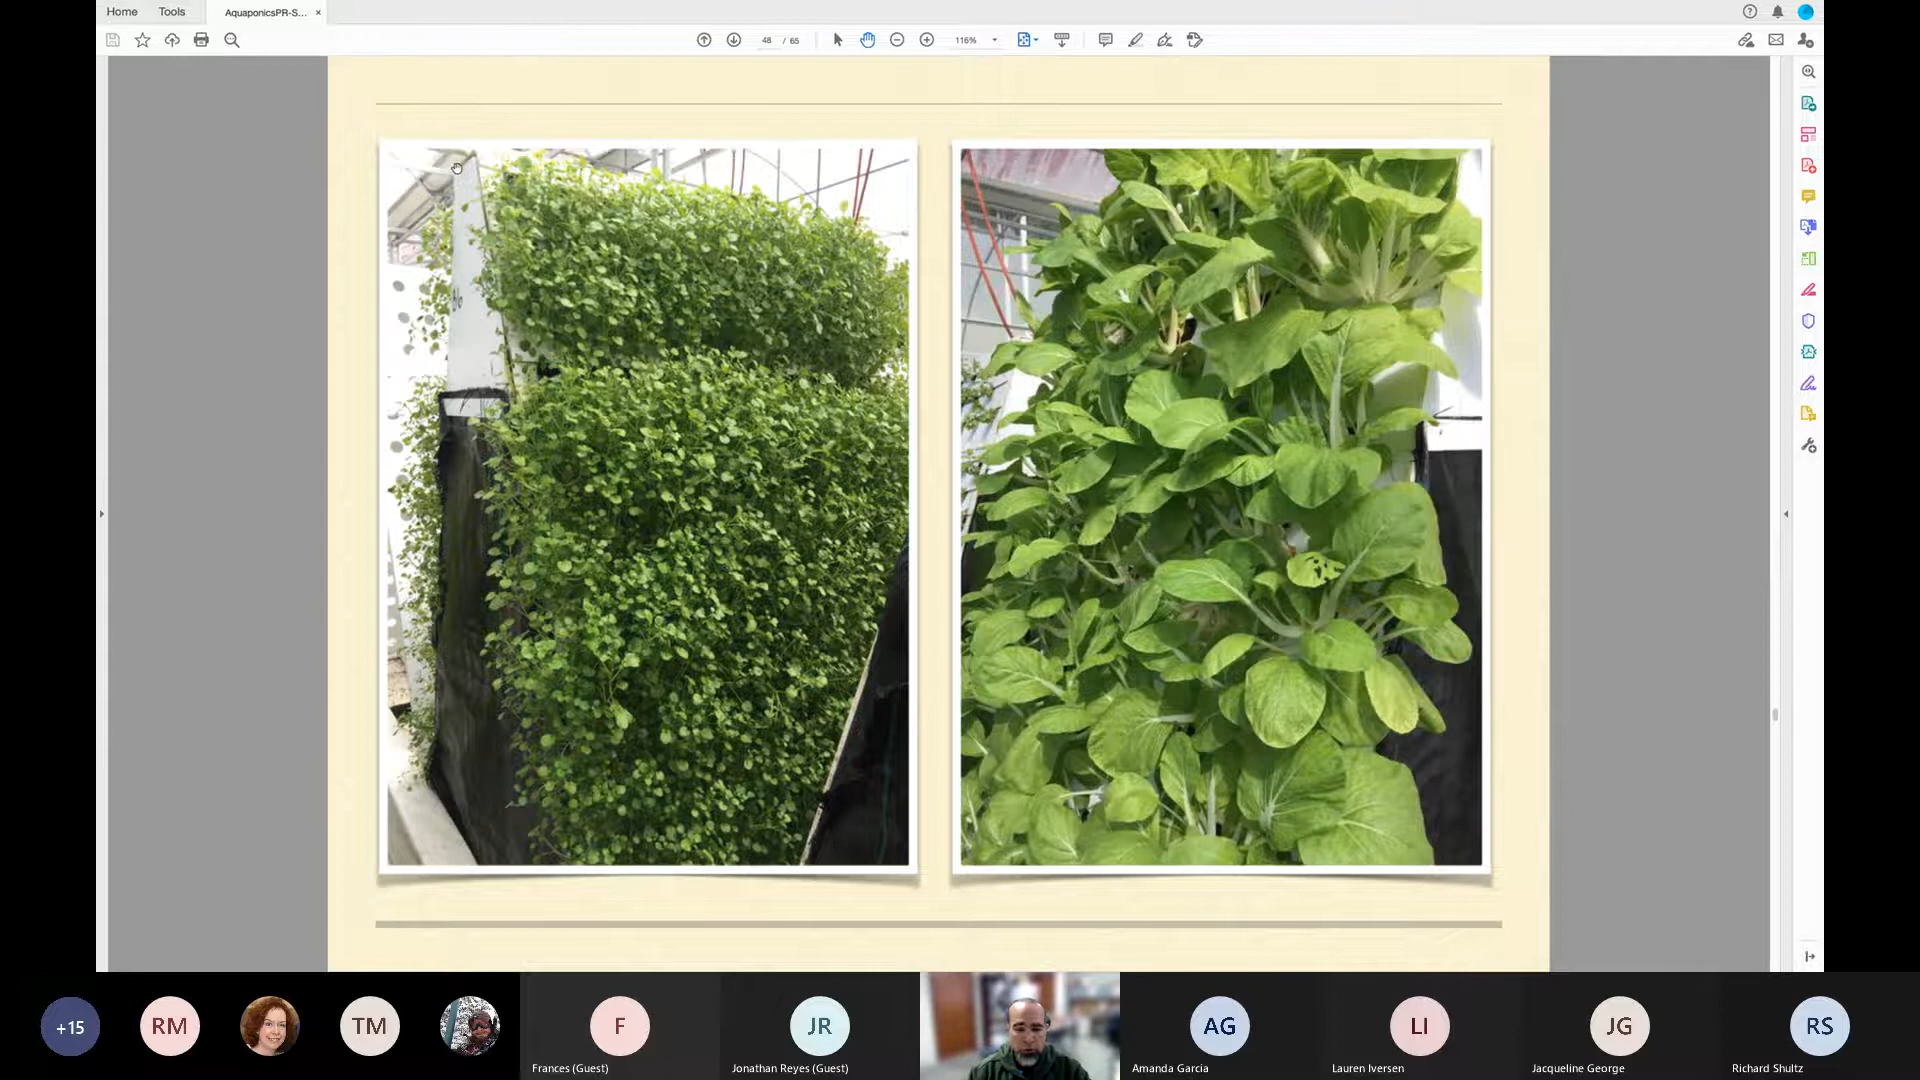 Home Tools AquaponicsPR-S... ×
48 / 65 116%
+15 RM TM F JR AG LI JG RS
Frances (Guest) Jonathan Reyes (Guest) Amanda Garcia Lauren Iversen Jacqueline George Richard Shultz